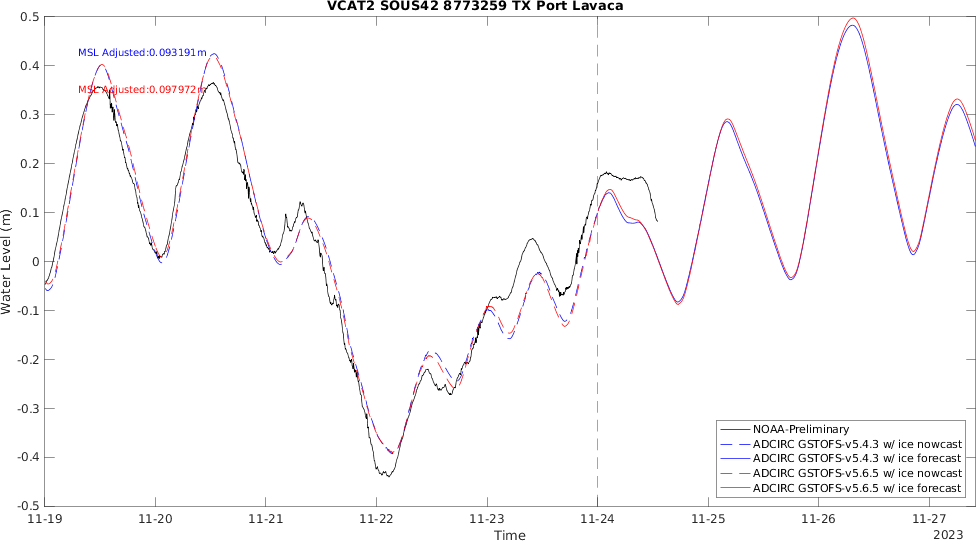 VCAT2 SOUS42 8773259 TX Port Lavaca
0.5
MSL Adjusted:0.093191m
0.4
MSL Adjusted:0.097972m
0.3
0.2
0.1
Water Level (m)
0
-0.1
-0.2
-0.3
-0.4
-0.5
NOAA-Preliminary
ADCIRC GSTOFS-v5.4.3 w/ ice nowcast
ADCIRC GSTOFS-v5.4.3 w/ ice forecast
ADCIRC GSTOFS-v5.6.5 w/ ice nowcast
ADCIRC GSTOFS-v5.6.5 w/ ice forecast
11-19 11-20 11-21 11-22 11-23 11-24 11-25 11-26 11-27
Time
2023